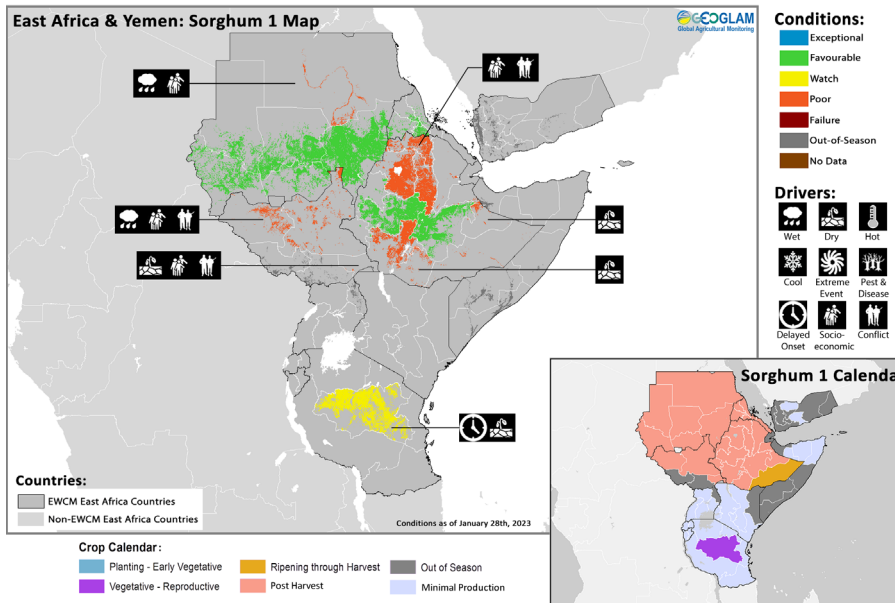 East Africa & Yemen: Sorghum 1 Map
GEOGLAM
Global Agricultural Monitoring
Conditions:
Exceptional
Favourable
Watch
Poor
Failure
Out-of-Season
No Data
Drivers:
Wet
Dry
Hot
Cool
Extreme
Event
Pest &
Disease
Delayed
Onset
Socio-
economic
Conflict
Countries:
EWCM East Africa Countries
Non-EWCM East Africa Countries
Conditions as of January 28th, 2023
Sorghum 1 Calenda
Crop Calendar:
Planting - Early Vegetative
Ripening through Harvest
Out of Season
Vegetative - Reproductive
Post Harvest
Minimal Production